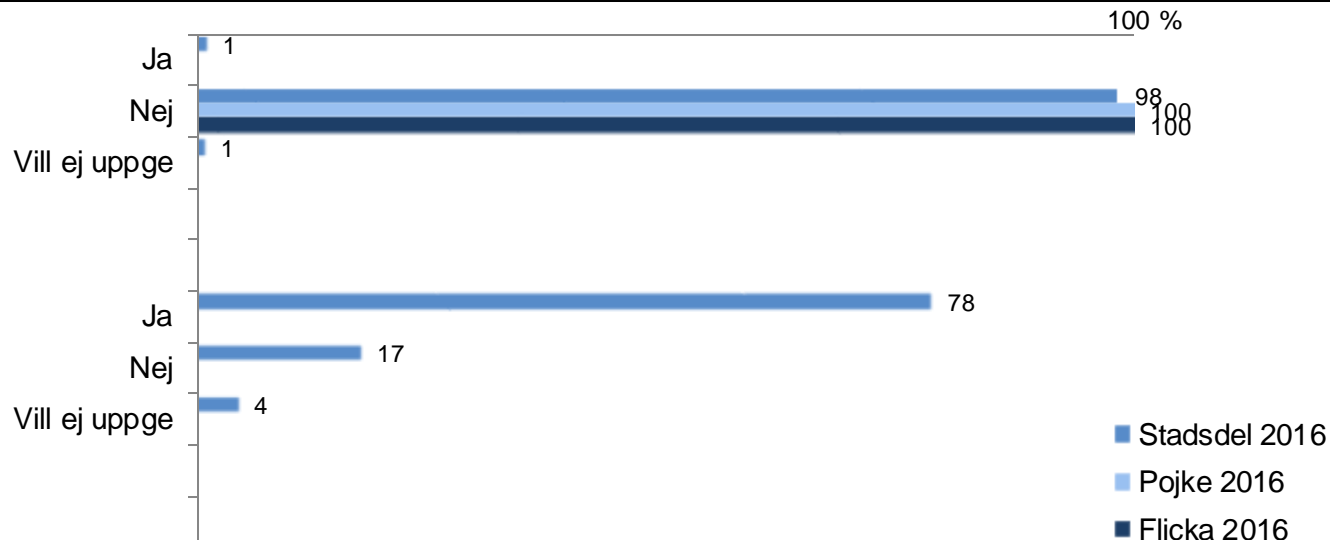 100 %
Ja 1
Nej 98
100
100
Vill ej uppge 1
Ja 78
Nej 17
Vill ej uppge 4
Stadsdel 2016
Pojke 2016
Flicka 2016